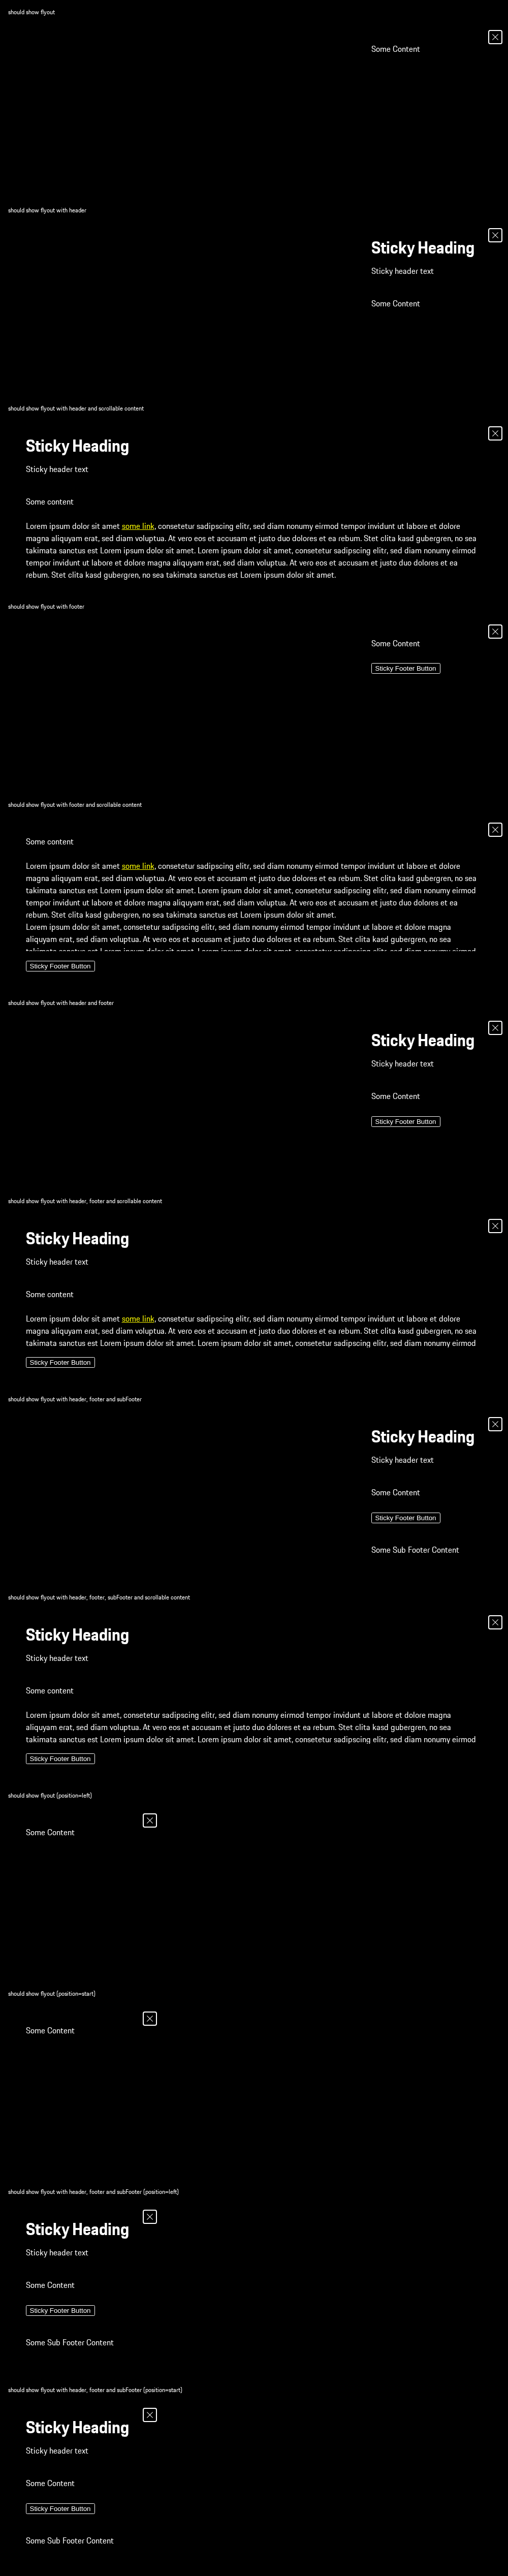 should show flyout
Some Content
should show flyout with header
Sticky Heading
Sticky header text
Some Content
should show flyout with header and scrollable content
Sticky Heading
Sticky header text
Some content
Lorem ipsum dolor sit amet some link, consetetur sadipscing elitr, sed diam nonumy eirmod tempor invidunt ut labore et dolore
magna aliquyam erat, sed diam voluptua. At vero eos et accusam et justo duo dolores et ea rebum. Stet clita kasd gubergren, no sea
takimata sanctus est Lorem ipsum dolor sit amet. Lorem ipsum dolor sit amet, consetetur sadipscing elitr, sed diam nonumy eirmod
tempor invidunt ut labore et dolore magna aliquyam erat, sed diam voluptua. At vero eos et accusam et justo duo dolores et ea
rebum. Stet clita kasd gubergren, no sea takimata sanctus est Lorem ipsum dolor sit amet.
should show flyout with footer
Some Content
Sticky Footer Button
should show flyout with footer and scrollable content
Some content
Lorem ipsum dolor sit amet some link, consetetur sadipscing elitr, sed diam nonumy eirmod tempor invidunt ut labore et dolore
magna aliquyam erat, sed diam voluptua. At vero eos et accusam et justo duo dolores et ea rebum. Stet clita kasd gubergren, no sea
takimata sanctus est Lorem ipsum dolor sit amet. Lorem ipsum dolor sit amet, consetetur sadipscing elitr, sed diam nonumy eirmod
tempor invidunt ut labore et dolore magna aliquyam erat, sed diam voluptua. At vero eos et accusam et justo duo dolores et ea
rebum. Stet clita kasd gubergren, no sea takimata sanctus est Lorem ipsum dolor sit amet.
Lorem ipsum dolor sit amet, consetetur sadipscing elitr, sed diam nonumy eirmod tempor invidunt ut labore et dolore magna
aliquyam erat, sed diam voluptua. At vero eos et accusam et justo duo dolores et ea rebum. Stet clita kasd gubergren, no sea
takimata sanctus est Lorem ipsum dolor sit amet. Lorem ipsum dolor sit amet, consetetur sadipscing elitr, sed diam nonumy eirmod
Sticky Footer Button
should show flyout with header and footer
Sticky Heading
Sticky header text
Some Content
Sticky Footer Button
should show flyout with header, footer and scrollable content
Sticky Heading
Sticky header text
Some content
Lorem ipsum dolor sit amet some link, consetetur sadipscing elitr, sed diam nonumy eirmod tempor invidunt ut labore et dolore
magna aliquyam erat, sed diam voluptua. At vero eos et accusam et justo duo dolores et ea rebum. Stet clita kasd gubergren, no sea
takimata sanctus est Lorem ipsum dolor sit amet. Lorem ipsum dolor sit amet, consetetur sadipscing elitr, sed diam nonumy eirmod
Sticky Footer Button
should show flyout with header, footer and subFooter
Sticky Heading
Sticky header text
Some Content
Sticky Footer Button
Some Sub Footer Content
should show flyout with header, footer, subFooter and scrollable content
Sticky Heading
Sticky header text
Some content
Lorem ipsum dolor sit amet, consetetur sadipscing elitr, sed diam nonumy eirmod tempor invidunt ut labore et dolore magna
aliquyam erat, sed diam voluptua. At vero eos et accusam et justo duo dolores et ea rebum. Stet clita kasd gubergren, no sea
takimata sanctus est Lorem ipsum dolor sit amet. Lorem ipsum dolor sit amet, consetetur sadipscing elitr, sed diam nonumy eirmod
Sticky Footer Button
should show flyout (position=left)
Some Content
should show flyout (position=start)
Some Content
should show flyout with header, footer and subFooter (position=left)
Sticky Heading
Sticky header text
Some Content
Sticky Footer Button
Some Sub Footer Content
should show flyout with header, footer and subFooter (position=start)
Sticky Heading
Sticky header text
Some Content
Sticky Footer Button
Some Sub Footer Content